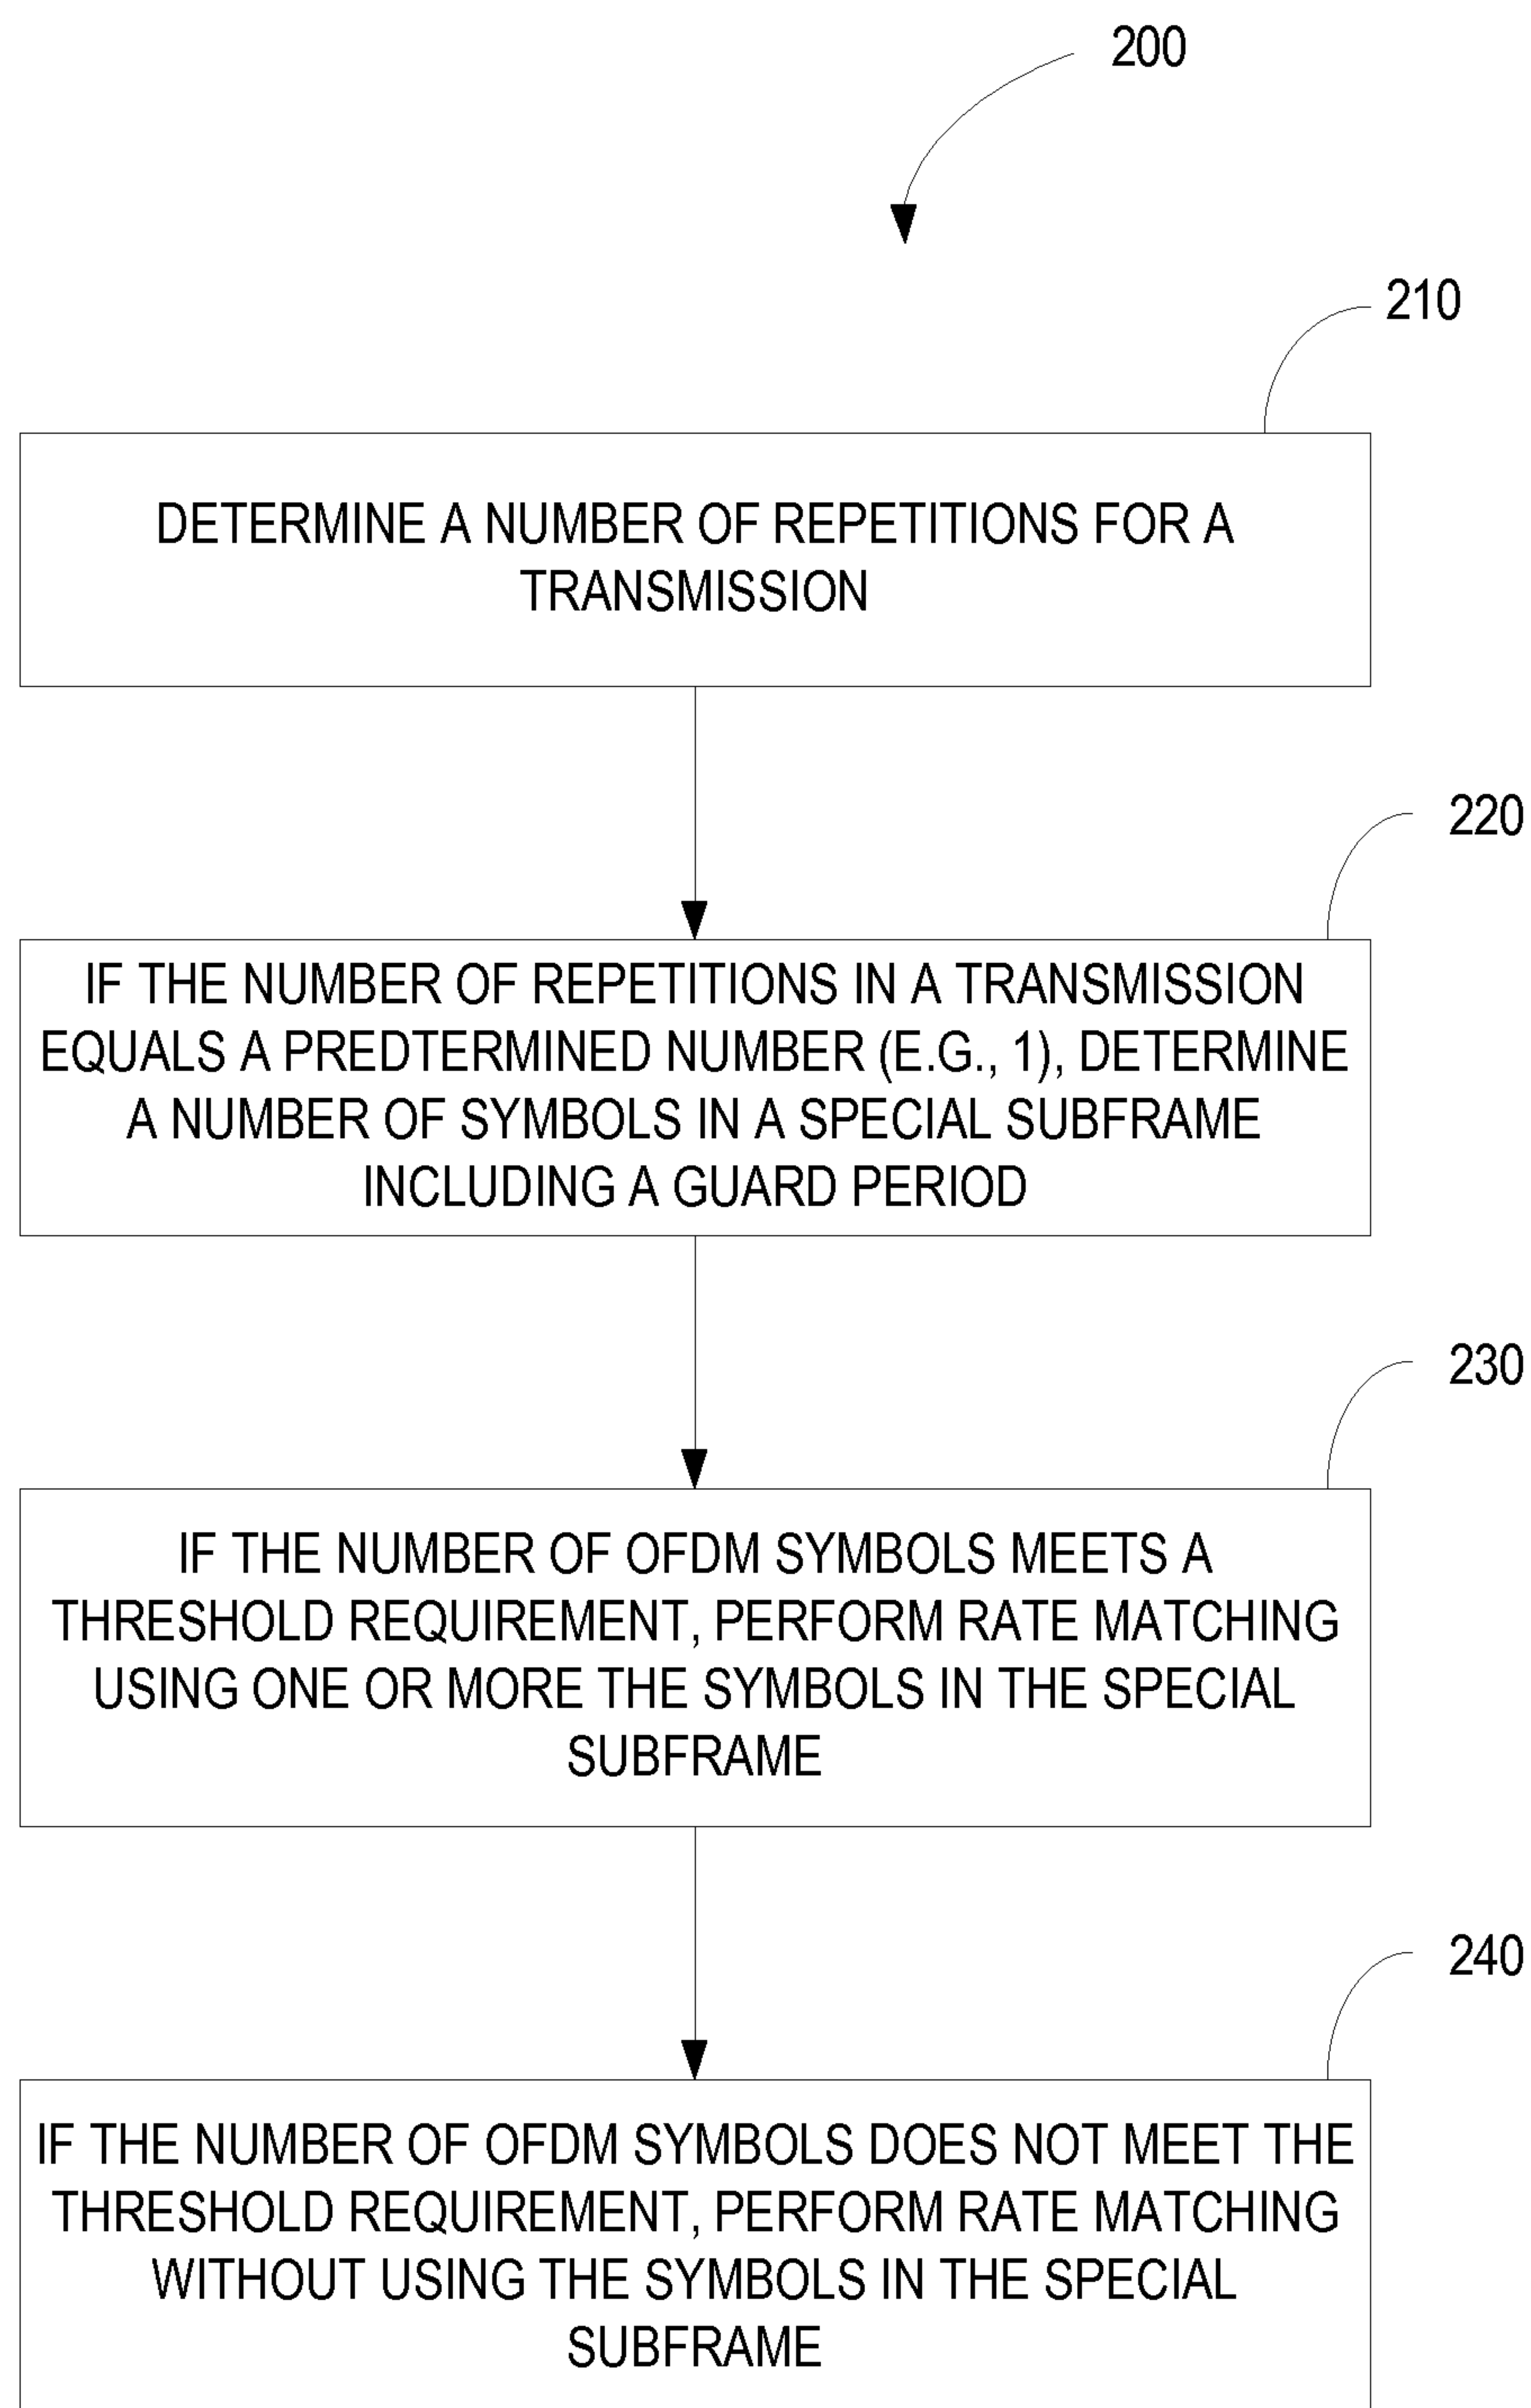 200
210
DETERMINE A NUMBER OF REPETITIONS FOR A
TRANSMISSION
220
IF THE NUMBER OF REPETITIONS IN A TRANSMISSION
EQUALS A PREDTERMINED NUMBER (E.G., 1), DETERMINE
A NUMBER OF SYMBOLS IN A SPECIAL SUBFRAME
INCLUDING A GUARD PERIOD
230
IF THE NUMBER OF OFDM SYMBOLS MEETS A
THRESHOLD REQUIREMENT, PERFORM RATE MATCHING
USING ONE OR MORE THE SYMBOLS IN THE SPECIAL
SUBFRAME
240
IF THE NUMBER OF OFDM SYMBOLS DOES NOT MEET THE
THRESHOLD REQUIREMENT, PERFORM RATE MATCHING
WITHOUT USING THE SYMBOLS IN THE SPECIAL
SUBFRAME